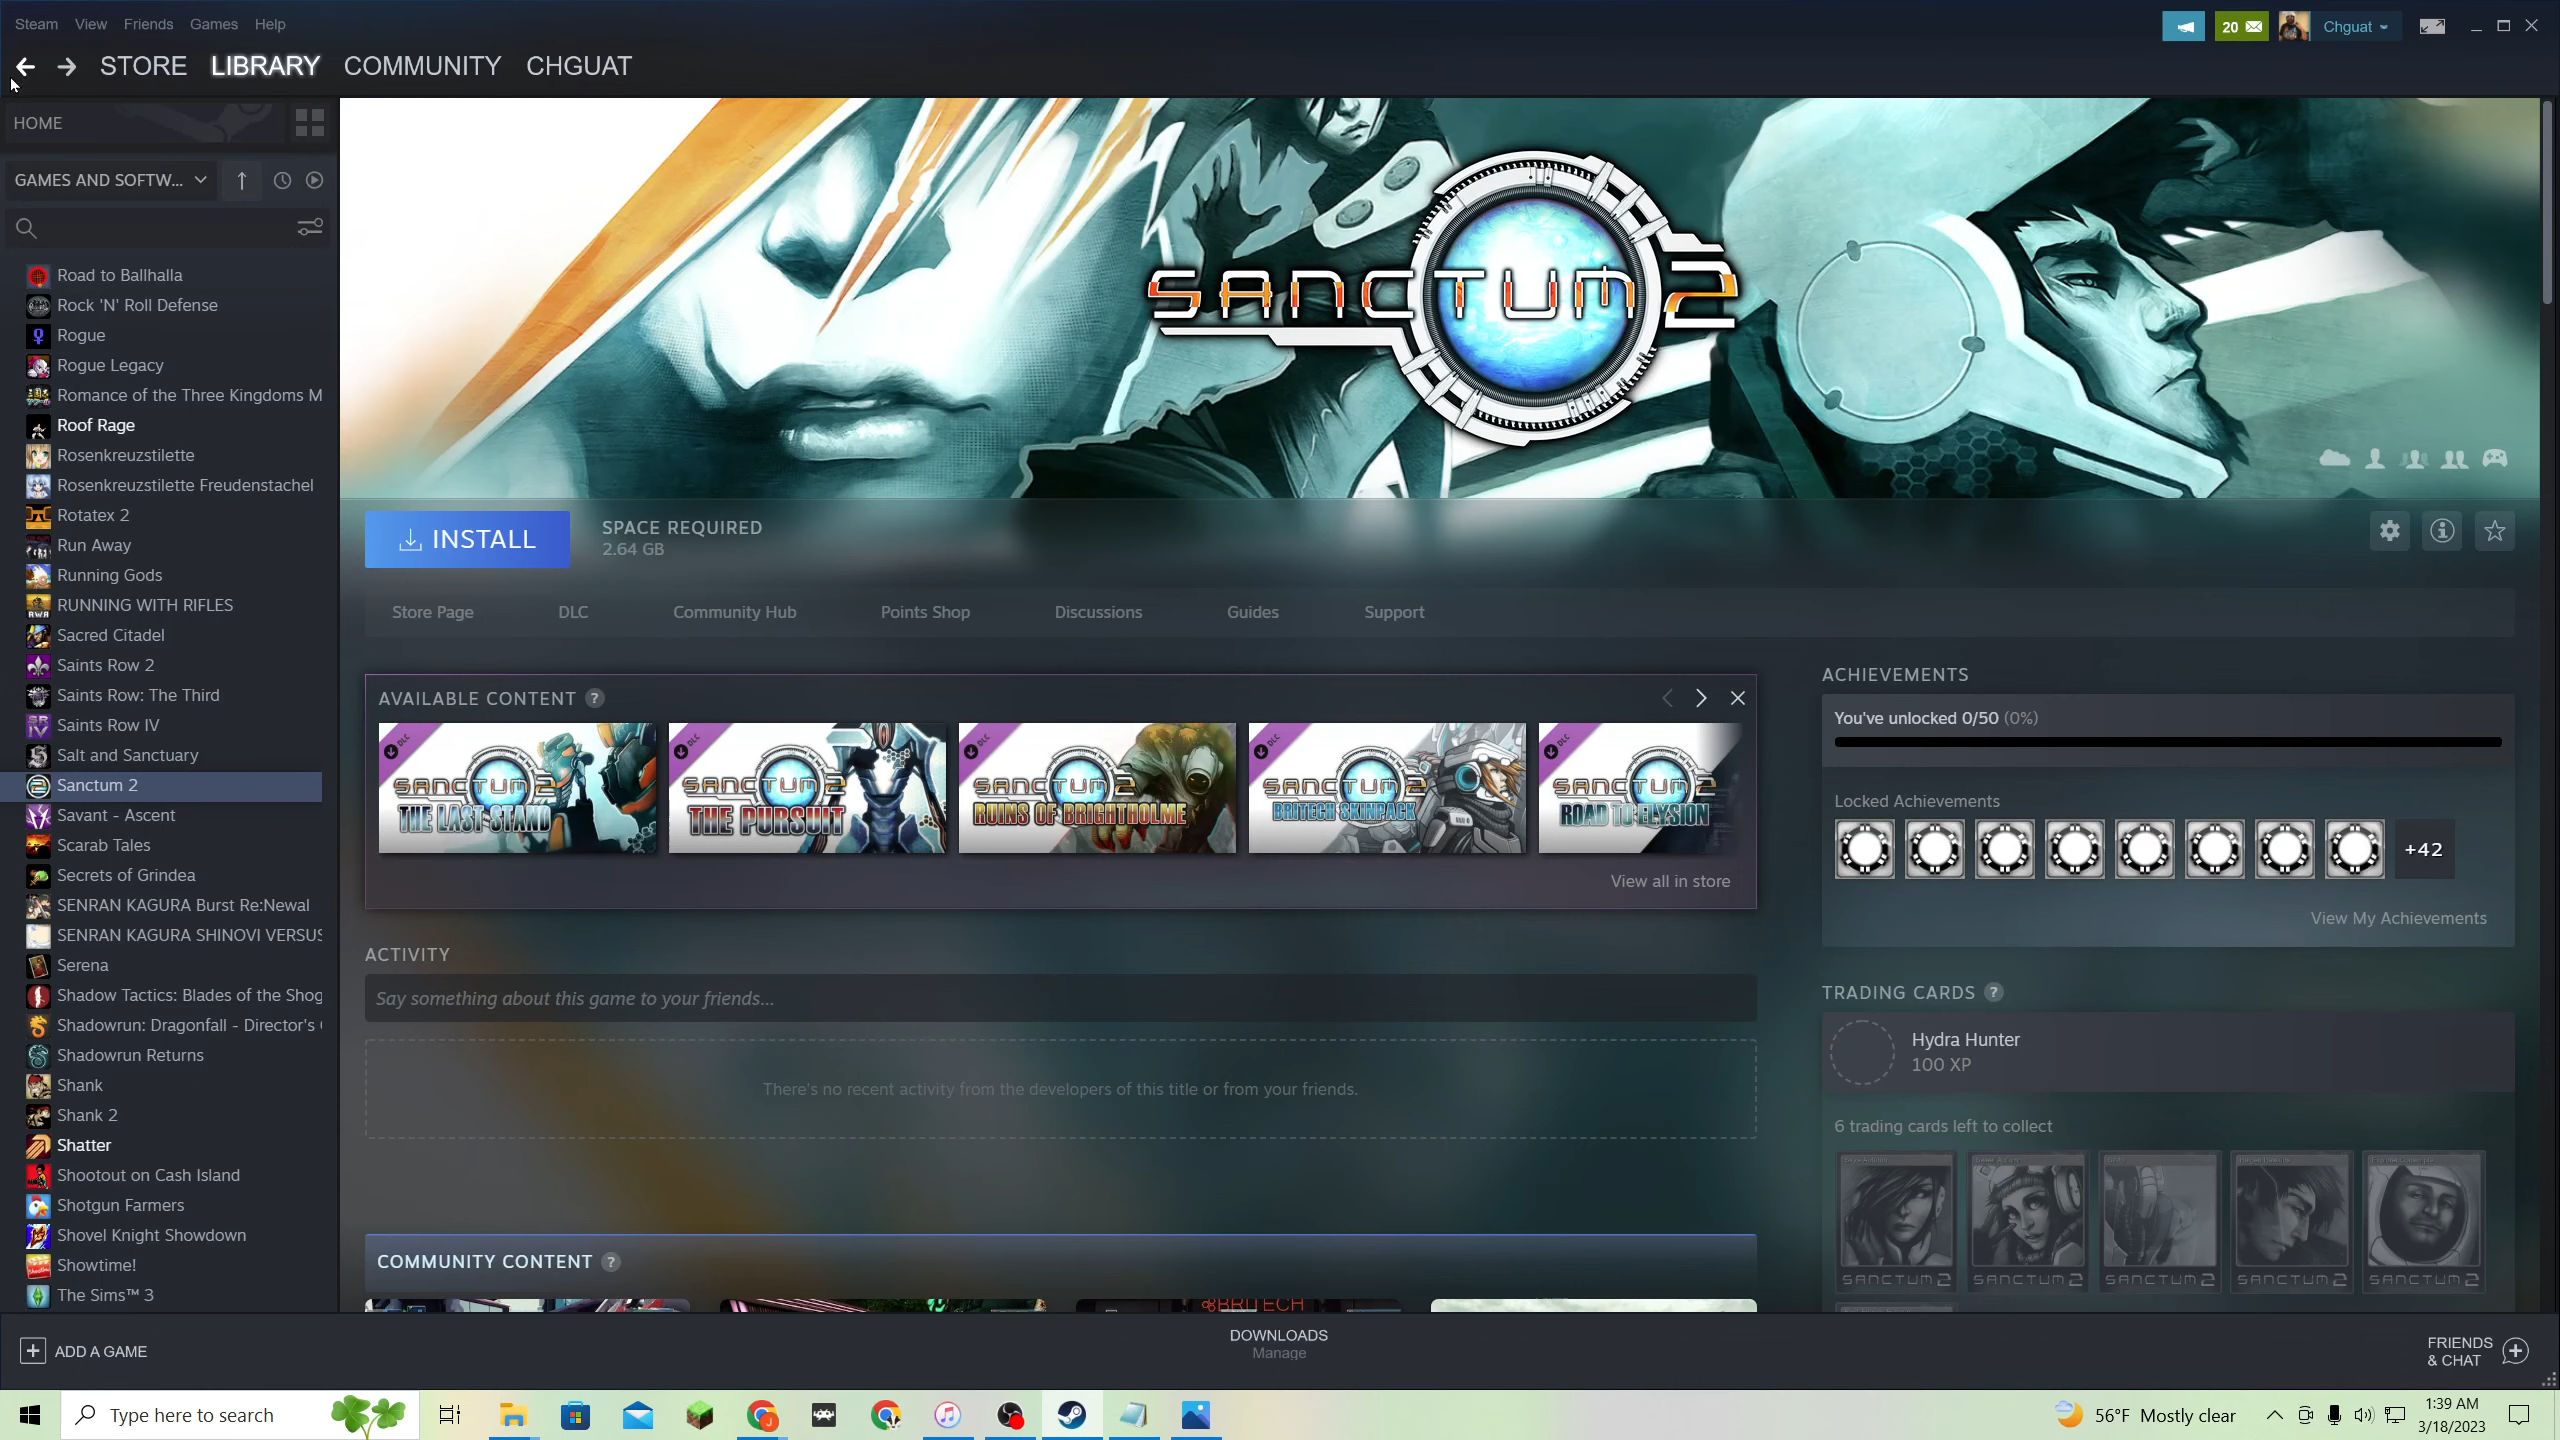 Steam View Friends Games Help
20 Chguat
STORE LIBRARY COMMUNITY CHGUAT
HOME
GAMES AND SOFTW...
Road to Ballhalla
Rock 'N' Roll Defense
Rogue
Rogue Legacy
Romance of the Three Kingdoms M
Roof Rage
Rosenkreuzstilette
Rosenkreuzstilette Freudenstachel
Rotatex 2
Run Away
Running Gods
RUNNING WITH RIFLES
Sacred Citadel
Saints Row 2
Saints Row: The Third
Saints Row IV
Salt and Sanctuary
Sanctum 2
Savant - Ascent
Scarab Tales
Secrets of Grindea
SENRAN KAGURA Burst Re:Newal
SENRAN KAGURA SHINOVI VERSUS
Serena
Shadow Tactics: Blades of the Shog
Shadowrun: Dragonfall - Director's
Shadowrun Returns
Shank
Shank 2
Shatter
Shootout on Cash Island
Shotgun Farmers
Shovel Knight Showdown
Showtime!
The Sims™ 3
SANCTUM 2
INSTALL
SPACE REQUIRED
2.64 GB
Store Page DLC Community Hub Points Shop Discussions Guides Support
AVAILABLE CONTENT ?
DLC SANCTUM 2 THE LAST STAND
DLC SANCTUM 2 THE PURSUIT
DLC SANCTUM 2 RUINS OF BRIGHTHOLME
DLC SANCTUM 2 BRITECH SKINPACK
DLC SANCTUM 2 ROAD TO ELYSION
View all in store
ACTIVITY
Say something about this game to your friends...
There's no recent activity from the developers of this title or from your friends.
COMMUNITY CONTENT ?
BRITECH
ACHIEVEMENTS
You've unlocked 0/50 (0%)
Locked Achievements
+42
View My Achievements
TRADING CARDS ?
Hydra Hunter
100 XP
6 trading cards left to collect
SANCTUM 2 SANCTUM 2 SANCTUM 2 SANCTUM 2 SANCTUM 2
ADD A GAME
DOWNLOADS
Manage
FRIENDS
& CHAT
Type here to search
56°F Mostly clear
1:39 AM
3/18/2023